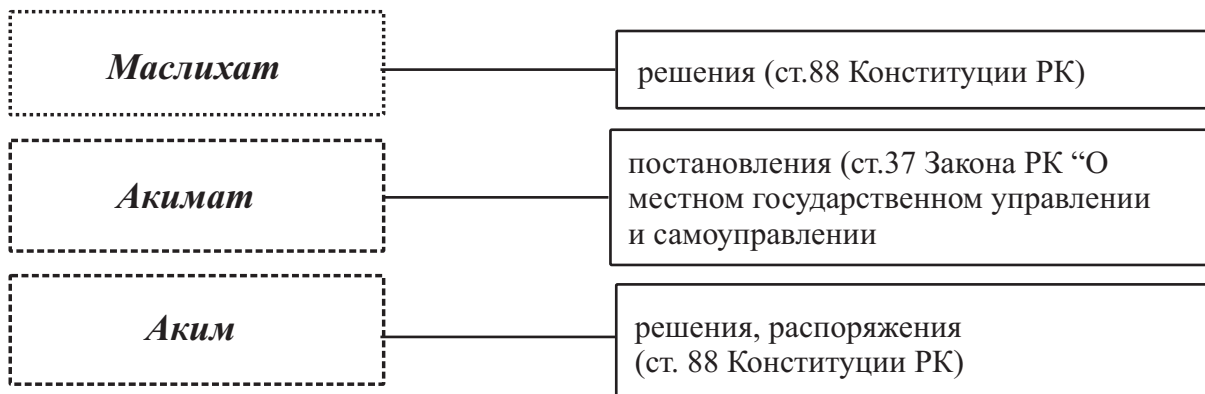 Маслихат
решения (ст.88 Конституции РК)
Акимат
постановления (ст.37 Закона РК “О
местном государственном управлении
и самоуправлении
Аким
решения, распоряжения
(ст. 88 Конституции РК)